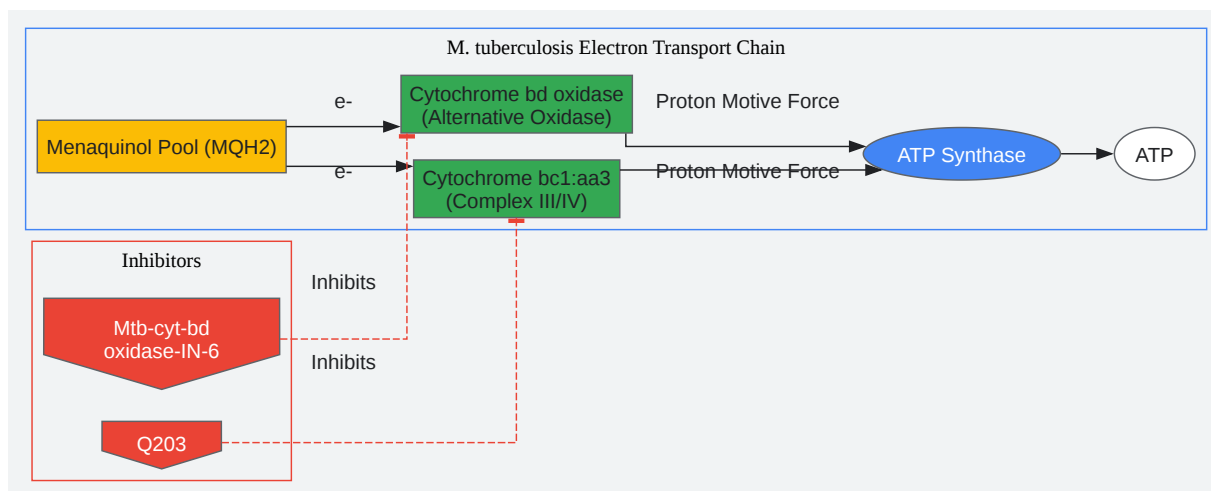 M. tuberculosis Electron Transport Chain
e-
Cytochrome bd oxidase
(Alternative Oxidase)
Proton Motive Force
Menaquinol Pool (MQH2)
e-
Cytochrome bc1:aa3
(Complex III/IV)
Proton Motive Force
ATP Synthase
ATP
Inhibitors
Inhibits
Mtb-cyt-bd
oxidase-IN-6
Inhibits
Q203